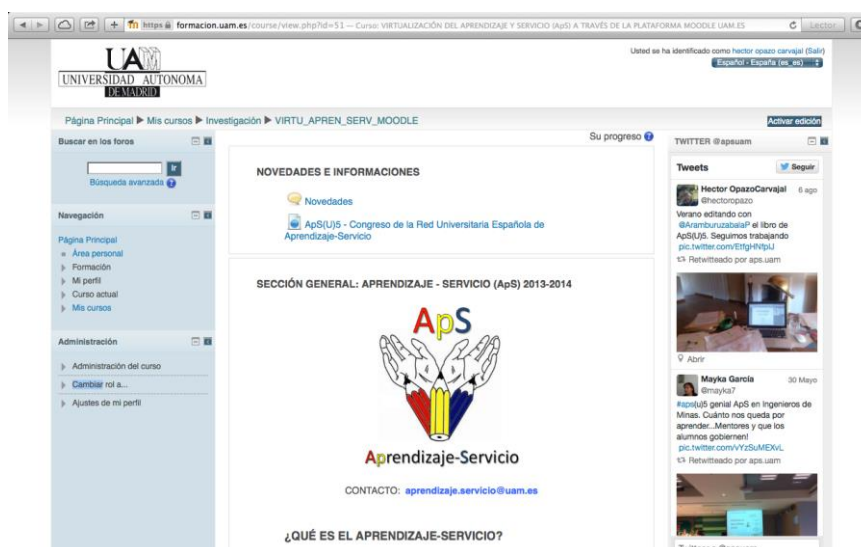 https formacion.uam.es/course/view.php?id=51 — Curso: VIRTUALIZACIÓN DEL APRENDIZAJE Y SERVICIO (ApS) A TRAVÉS DE LA PLATAFORMA MOODLE UAM.ES
Lector
UAM
UNIVERSIDAD AUTONOMA
DE MADRID
Usted se ha identificado como hector opazo carvajal (Salir)
Español - España (es_es)
Página Principal ▶ Mis cursos ▶ Investigación ▶ VIRTU_APREN_SERV_MOODLE
Activar edición
Buscar en los foros
Ir
Búsqueda avanzada
Navegación
Página Principal
Área personal
Formación
Mi perfil
Curso actual
Mis cursos
Administración
Administración del curso
Cambiar rol a...
Ajustes de mi perfil
Su progreso
NOVEDADES E INFORMACIONES
Novedades
ApS(U)5 - Congreso de la Red Universitaria Española de
Aprendizaje-Servicio
SECCIÓN GENERAL: APRENDIZAJE - SERVICIO (ApS) 2013-2014
ApS
Aprendizaje-Servicio
CONTACTO: aprendizaje.servicio@uam.es
¿QUÉ ES EL APRENDIZAJE-SERVICIO?
TWITTER @apsuam
Tweets
Seguir
Hector OpazoCarvajal 6 ago
@hectoropazo
Verano editando con
@AramburuzabalaP el libro de
ApS(U)5. Seguimos trabajando
pic.twitter.com/EtfgHNfpIJ
Retwitteado por aps.uam
Abrir
Mayka García 30 Mayo
@mayka7
#aps(u)5 genial ApS en Ingenieros de
Minas. Cuánto nos queda por
aprender...Mentores y que los
alumnos gobiernen!
pic.twitter.com/vYzSuMEXvL
Retwitteado por aps.uam